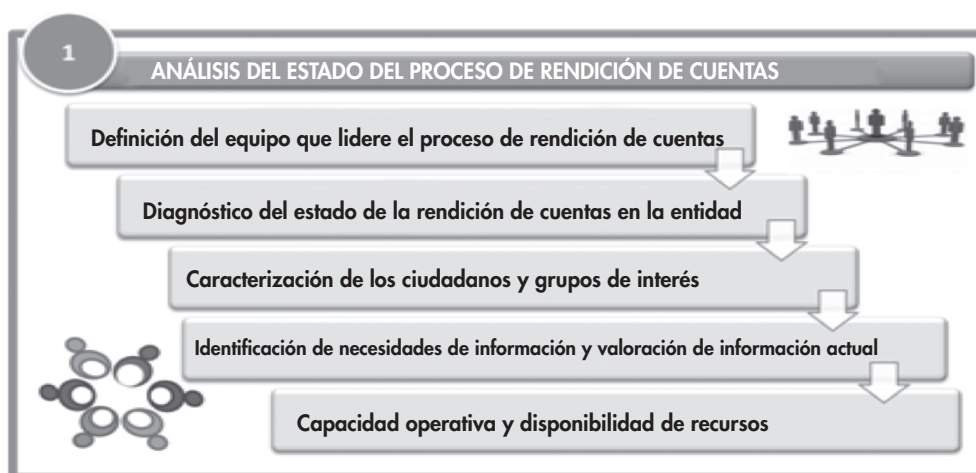 1
ANÁLISIS DEL ESTADO DEL PROCESO DE RENDICIÓN DE CUENTAS
Definición del equipo que lidere el proceso de rendición de cuentas
Diagnóstico del estado de la rendición de cuentas en la entidad
Caracterización de los ciudadanos y grupos de interés
Identificación de necesidades de información y valoración de información actual
Capacidad operativa y disponibilidad de recursos